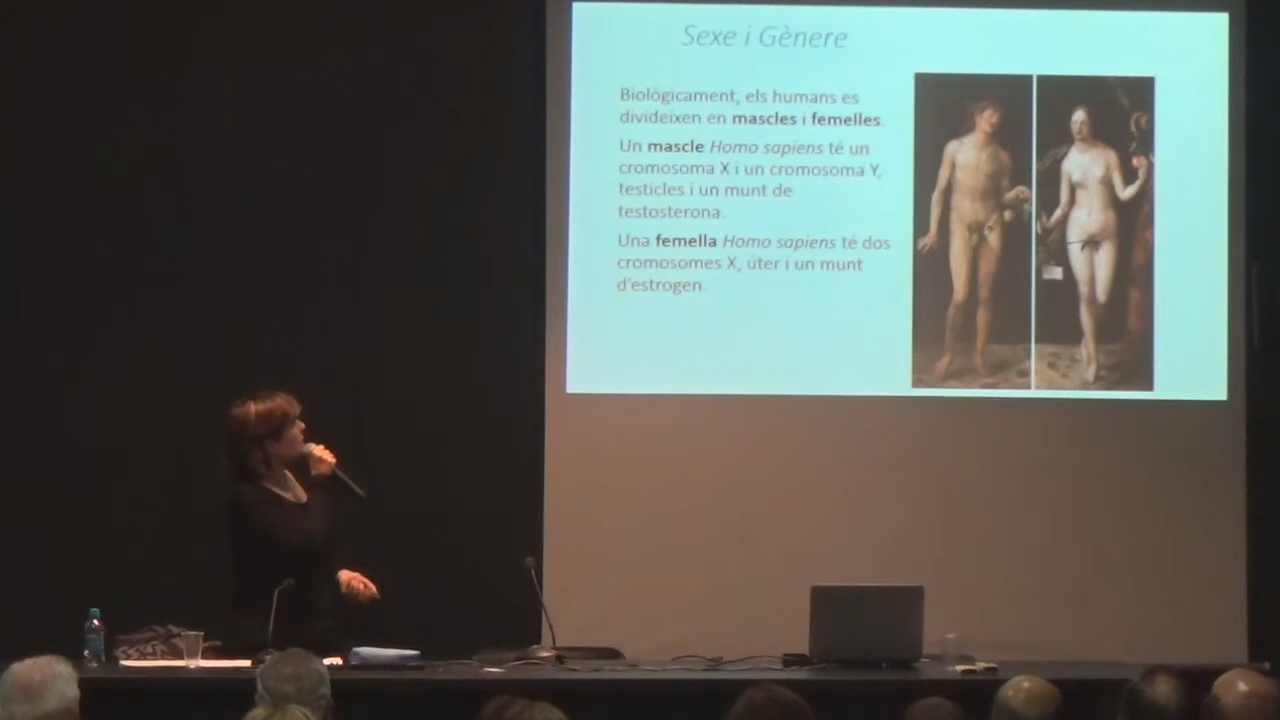 Sexe i Gènere
Biològicament, els humans es
divideixen en mascles i femelles.
Un mascle Homo sapiens té un
cromosoma X i un cromosoma Y,
testicles i un munt de
testosterona.
Una femella Homo sapiens té dos
cromosomes X, úter i un munt
d'estrogen.